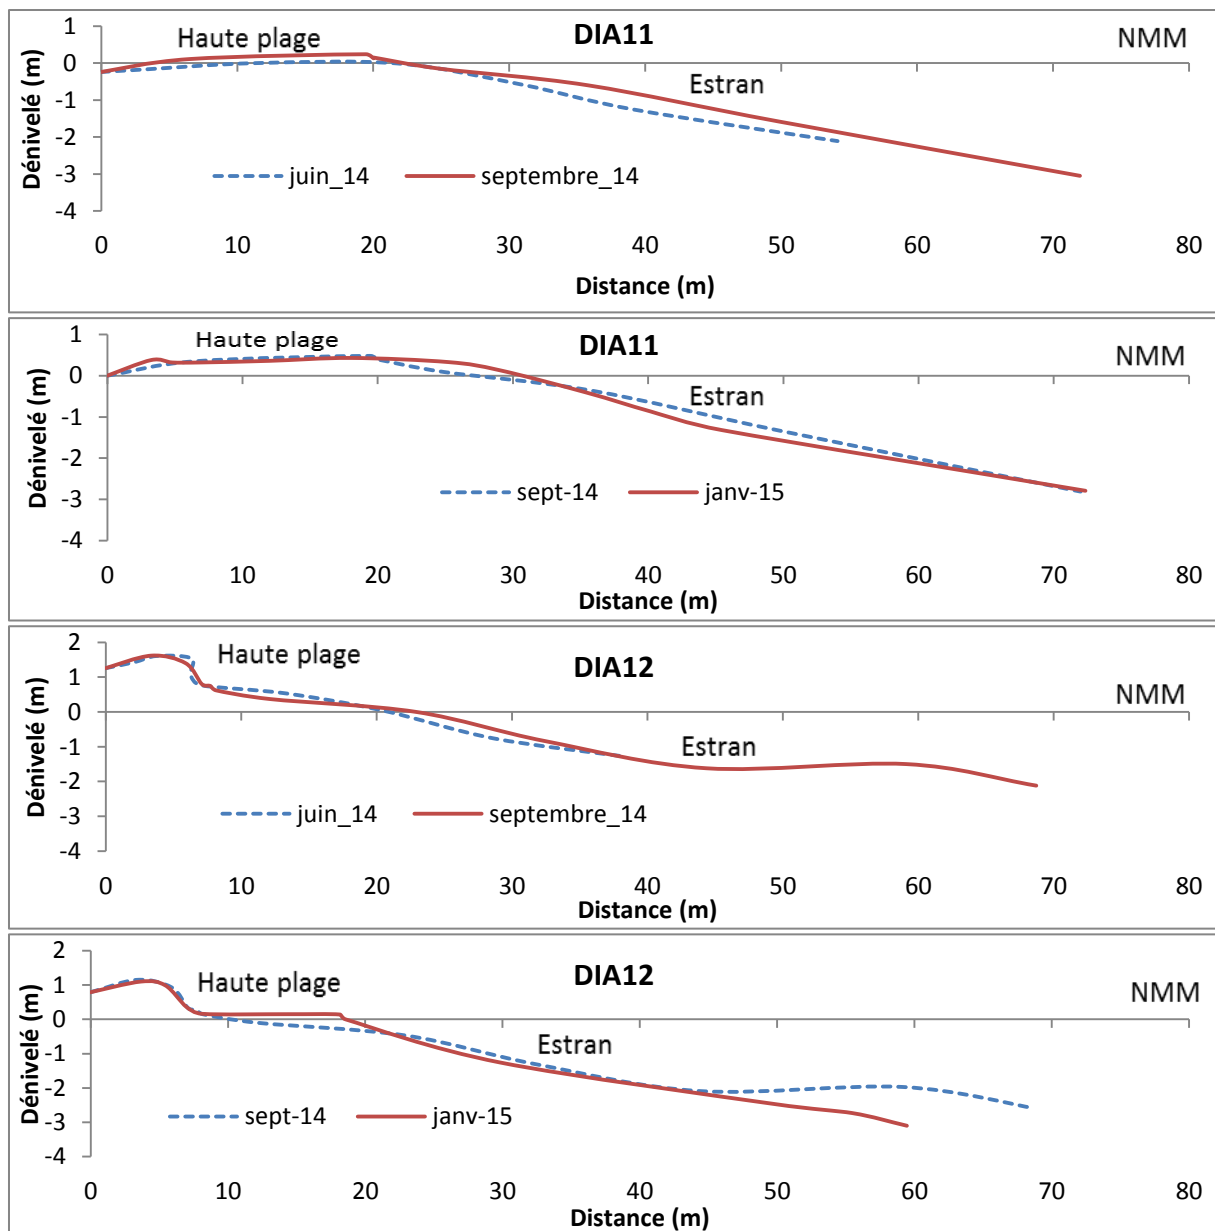 DIA11
Haute plage
NMM
Estran
Dénivelé (m)
1
0
-1
-2
-3
-4
juin_14 septembre_14
0 10 20 30 40 50 60 70 80
Distance (m)
DIA11
Haute plage
NMM
Estran
Dénivelé (m)
1
0
-1
-2
-3
-4
sept-14 janv-15
0 10 20 30 40 50 60 70 80
Distance (m)
DIA12
Haute plage
NMM
Estran
Dénivelé (m)
2
1
0
-1
-2
-3
-4
juin_14 septembre_14
0 10 20 30 40 50 60 70 80
Distance (m)
DIA12
Haute plage
NMM
Estran
Dénivelé (m)
2
1
0
-1
-2
-3
-4
sept-14 janv-15
0 10 20 30 40 50 60 70 80
Distance (m)